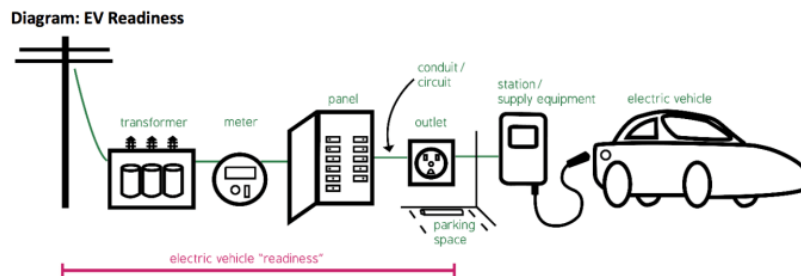 Diagram: EV Readiness
conduit /
circuit
station /
supply equipment
electric vehicle
panel
transformer
meter
outlet
parking
space
electric vehicle "readiness"